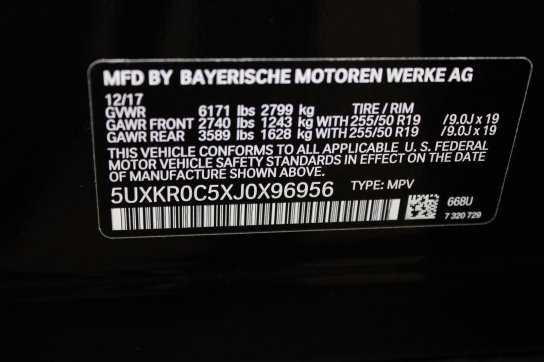 MFD BY BAYERISCHE MOTOREN WERKE AG
12/17
GVWR 6171 lbs 2799 kg TIRE / RIM
GAWR FRONT 2740 lbs 1243 kg WITH 255/50 R19 /9.0J x 19
GAWR REAR 3589 lbs 1628 kg WITH 255/50 R19 /9.0J x 19
THIS VEHICLE CONFORMS TO ALL APPLICABLE U.S. FEDERAL
MOTOR VEHICLE SAFETY STANDARDS IN EFFECT ON THE DATE
OF MANUFACTURE SHOWN ABOVE.
5UXKR0C5XJ0X96956 TYPE: MPV
668U
7 320 729